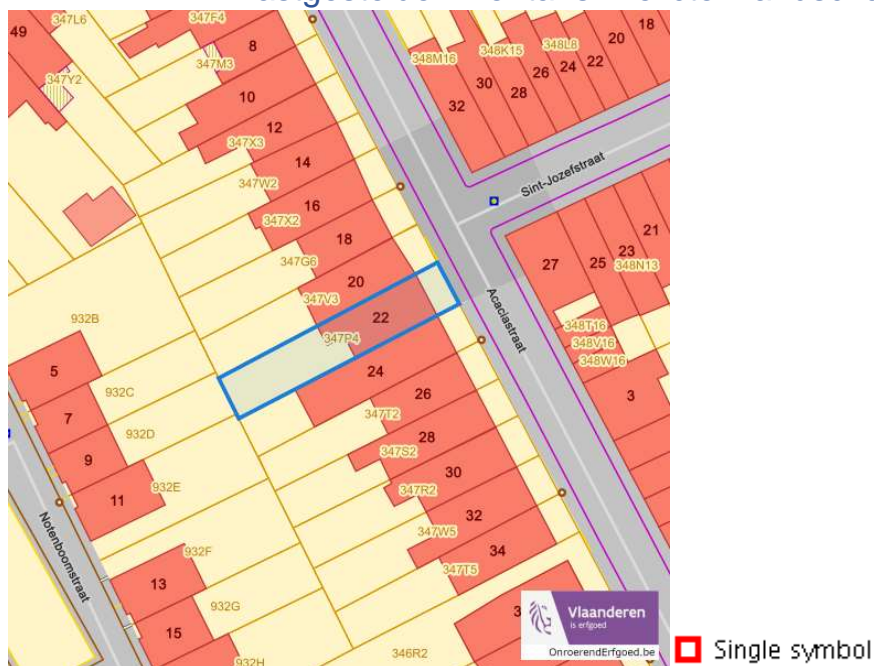 49
347L6
347F4
8
347M3
10
347Y2
12
347X3
14
347W2
16
347X2
18
347G6
20
347V3
22
347P4
24
26
347T2
28
347S2
30
347R2
32
347W5
34
347T5
346R2
348M16
32
30
348K15
28
26
348L8
24
22
20
18
Sint-Jozefstraat
Acaciastraat
27
25
23
21
348N13
348T16
348V16
348W16
3
932B
5
932C
7
932D
9
932E
11
Notenboomstraat
932F
13
932G
15
932H
Vlaanderen
is erfgoed
OnroerendErfgoed.be
Single symbol